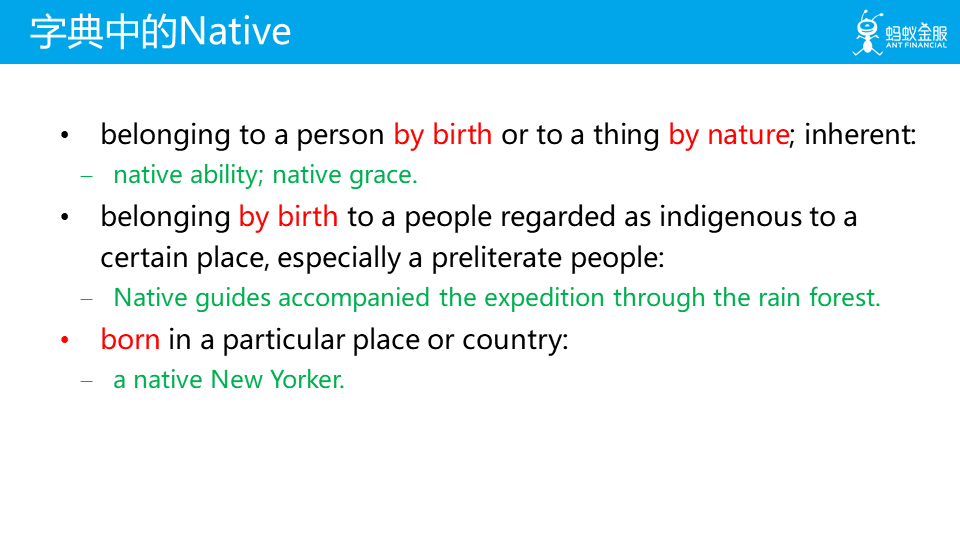 字典中的Native
蚂蚁金服
ANT FINANCIAL
• belonging to a person by birth or to a thing by nature; inherent:
– native ability; native grace.
• belonging by birth to a people regarded as indigenous to a
certain place, especially a preliterate people:
– Native guides accompanied the expedition through the rain forest.
• born in a particular place or country:
– a native New Yorker.